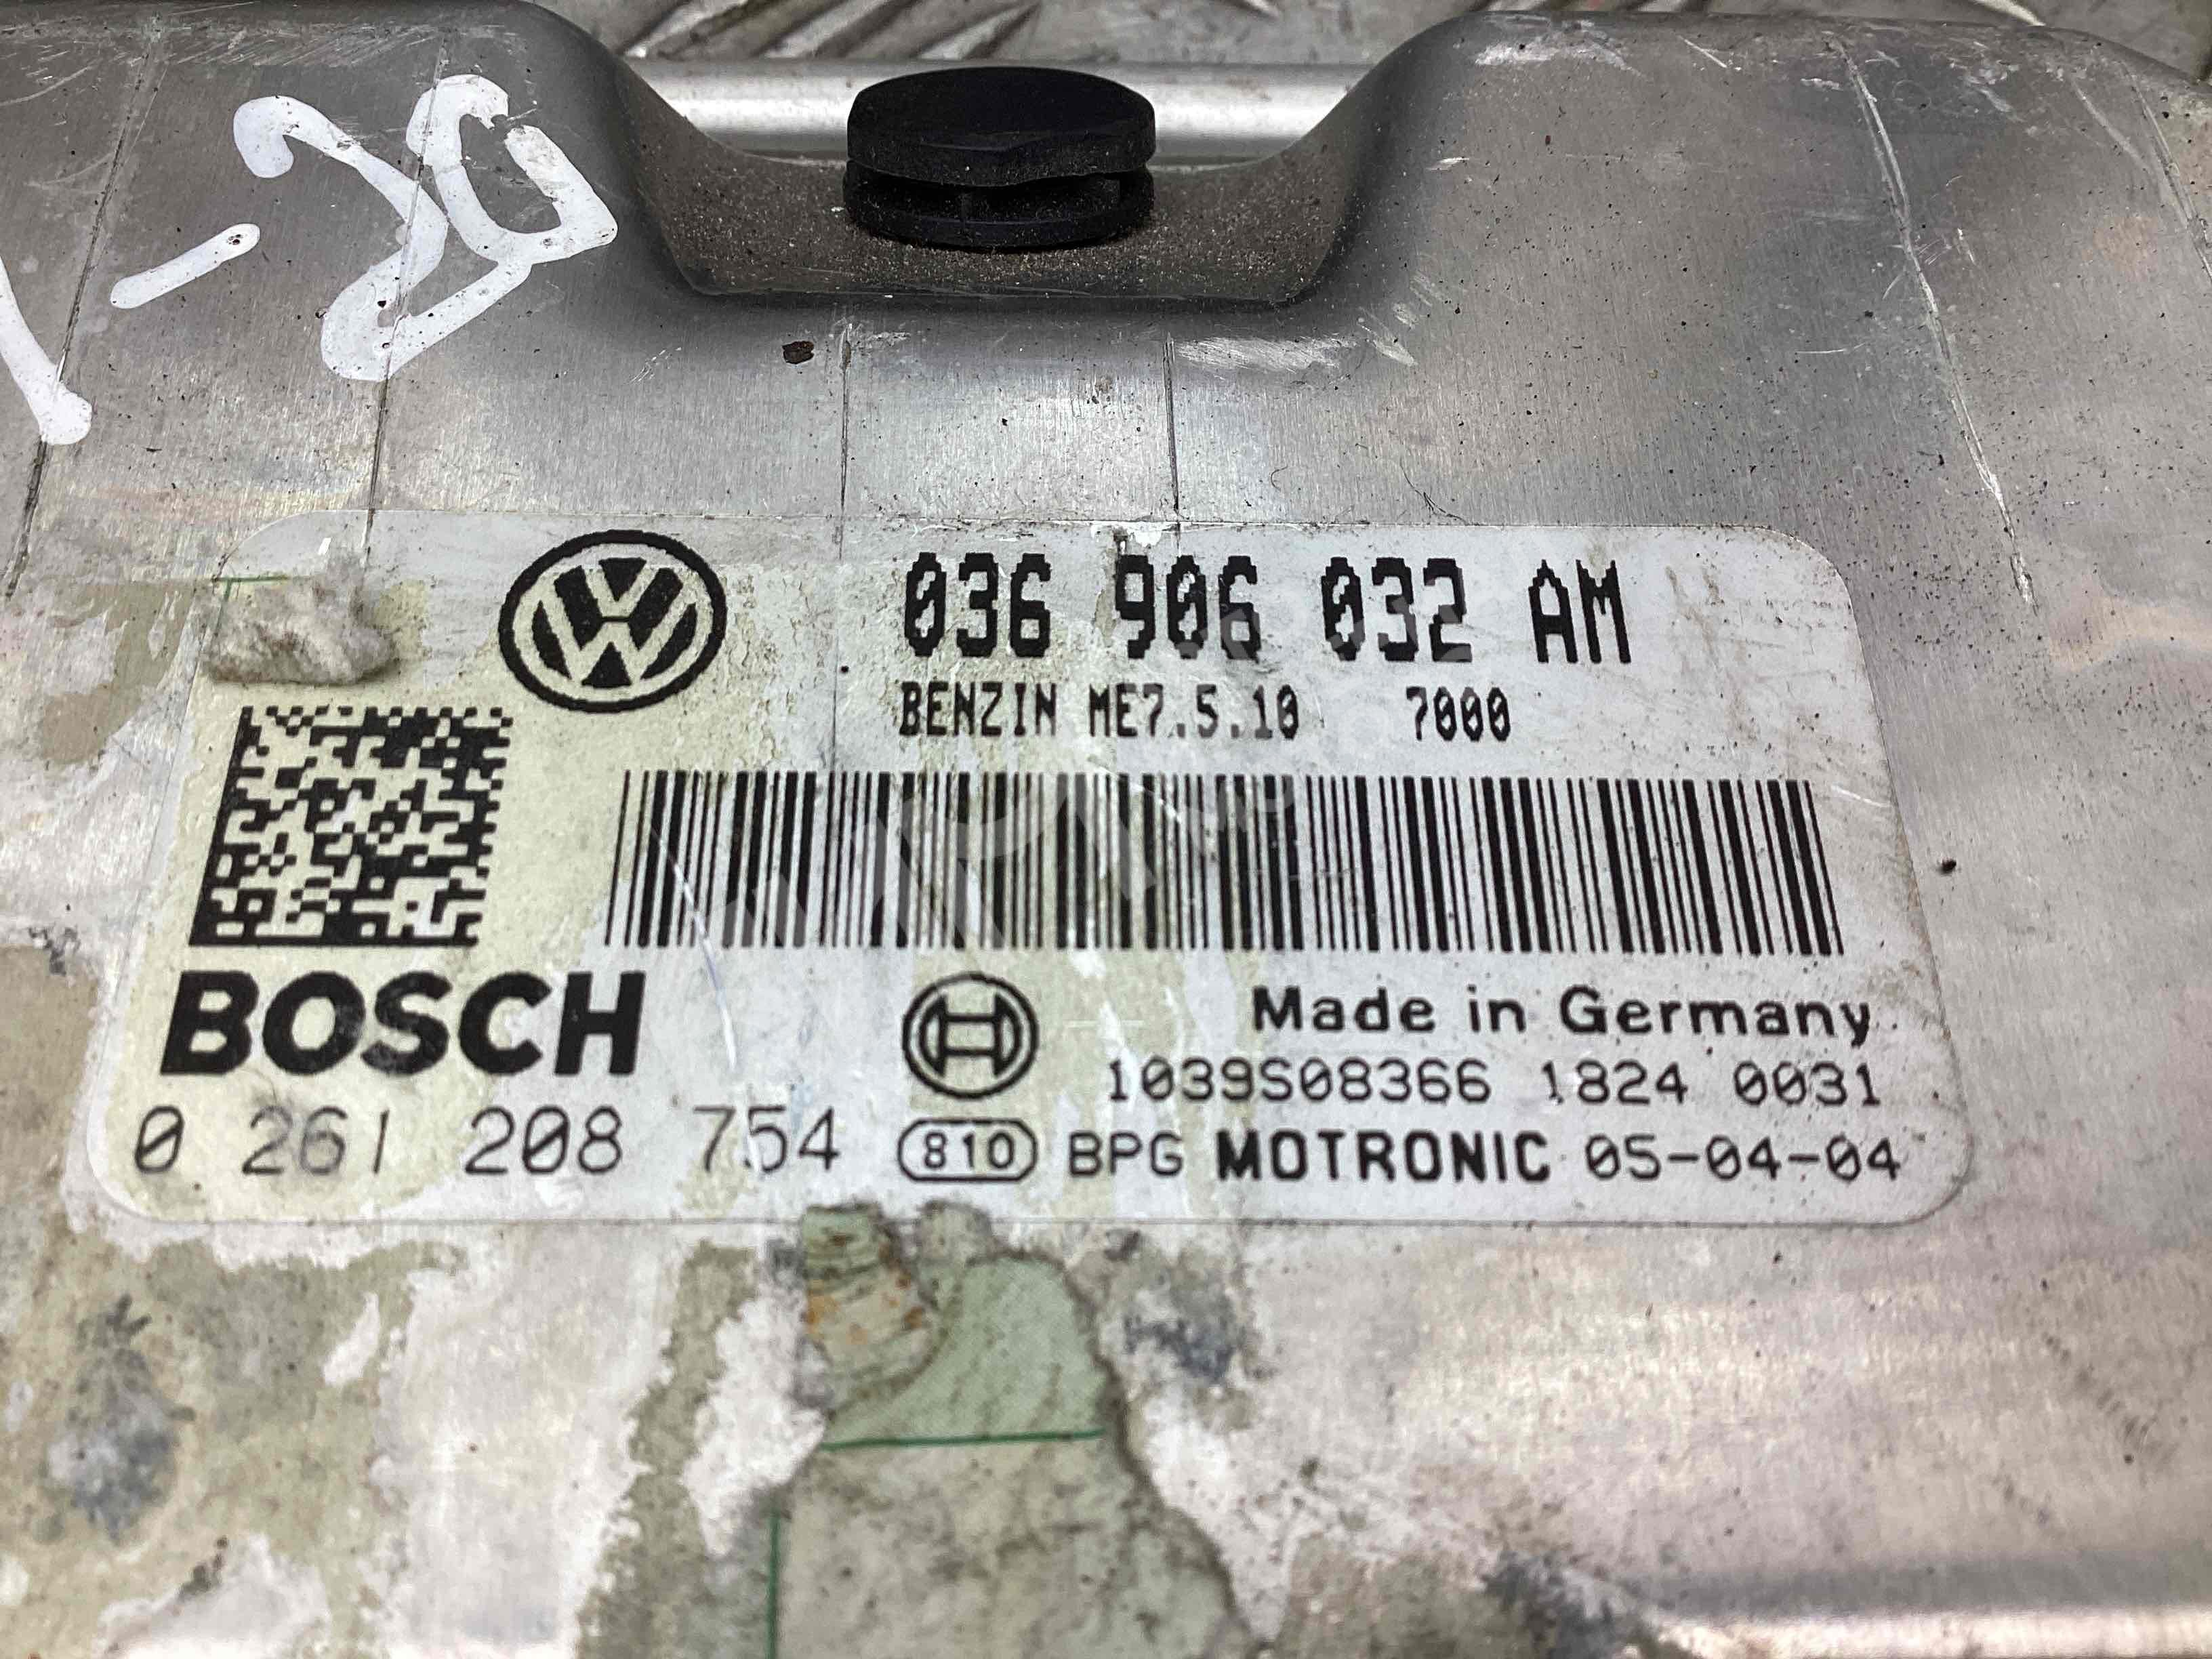 036 906 032 AM
BENZIN ME7.5.10 7000
BOSCH
Made in Germany
1039S08366 1824 0031
0 261 208 754
810 BPG MOTRONIC 05-04-04